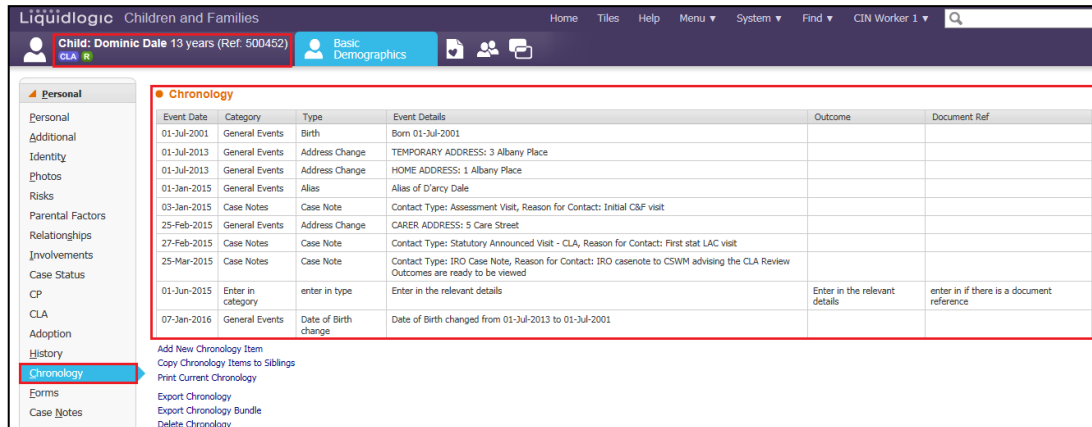 Liquidlogic Children and Families
Home Tiles Help Menu ▼ System ▼ Find ▼ CIN Worker 1 ▼
Child: Dominic Dale 13 years (Ref: 500452)
CLA R
Basic
Demographics
Personal
Personal
Additional
Identity
Photos
Risks
Parental Factors
Relationships
Involvements
Case Status
CP
CLA
Adoption
History
Chronology
Forms
Case Notes
Chronology
Event Date Category Type Event Details Outcome Document Ref
01-Jul-2001 General Events Birth Born 01-Jul-2001
01-Jul-2013 General Events Address Change TEMPORARY ADDRESS: 3 Albany Place
01-Jul-2013 General Events Address Change HOME ADDRESS: 1 Albany Place
01-Jan-2015 General Events Alias Alias of D'arcy Dale
03-Jan-2015 Case Notes Case Note Contact Type: Assessment Visit, Reason for Contact: Initial C&F visit
25-Feb-2015 General Events Address Change CARER ADDRESS: 5 Care Street
27-Feb-2015 Case Notes Case Note Contact Type: Statutory Announced Visit - CLA, Reason for Contact: First stat LAC visit
25-Mar-2015 Case Notes Case Note Contact Type: IRO Case Note, Reason for Contact: IRO casenote to CSWM advising the CLA Review
Outcomes are ready to be viewed
01-Jun-2015 Enter in enter in type Enter in the relevant details Enter in the relevant enter in if there is a document
category details reference
07-Jan-2016 General Events Date of Birth Date of Birth changed from 01-Jul-2013 to 01-Jul-2001
change
Add New Chronology Item
Copy Chronology Items to Siblings
Print Current Chronology
Export Chronology
Export Chronology Bundle
Delete Chronology